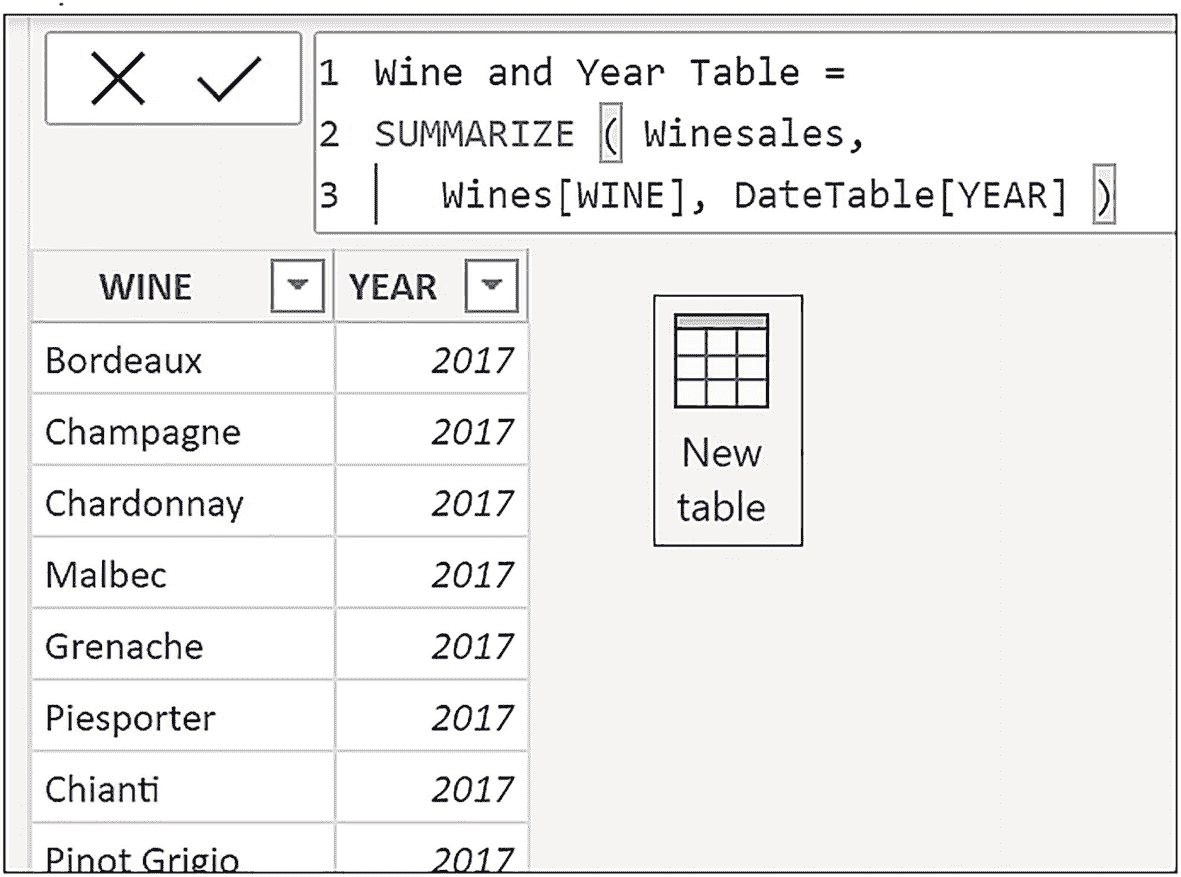 1 Wine and Year Table =
2 SUMMARIZE ( Winesales,
3 Wines[WINE], DateTable[YEAR] )
WINE YEAR
Bordeaux 2017
Champagne 2017
Chardonnay 2017
Malbec 2017
Grenache 2017
Piesporter 2017
Chianti 2017
Pinot Grigio 2017
New
table